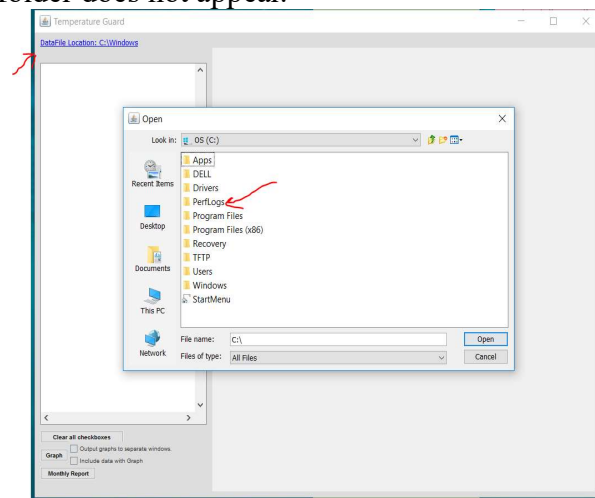 folder does not appear.
Temperature Guard
DataFile Location: C:\Windows
Open
Look in: OS (C:)
Recent Items
Desktop
Documents
This PC
Network
Apps
DELL
Drivers
PerfLogs
Program Files
Program Files (x86)
Recovery
TFTP
Users
Windows
StartMenu
File name: C:\ Open
Files of type: All Files Cancel
Clear all checkboxes
Graph
Output graphs to separate windows
Include data with Graph
Monthly Report